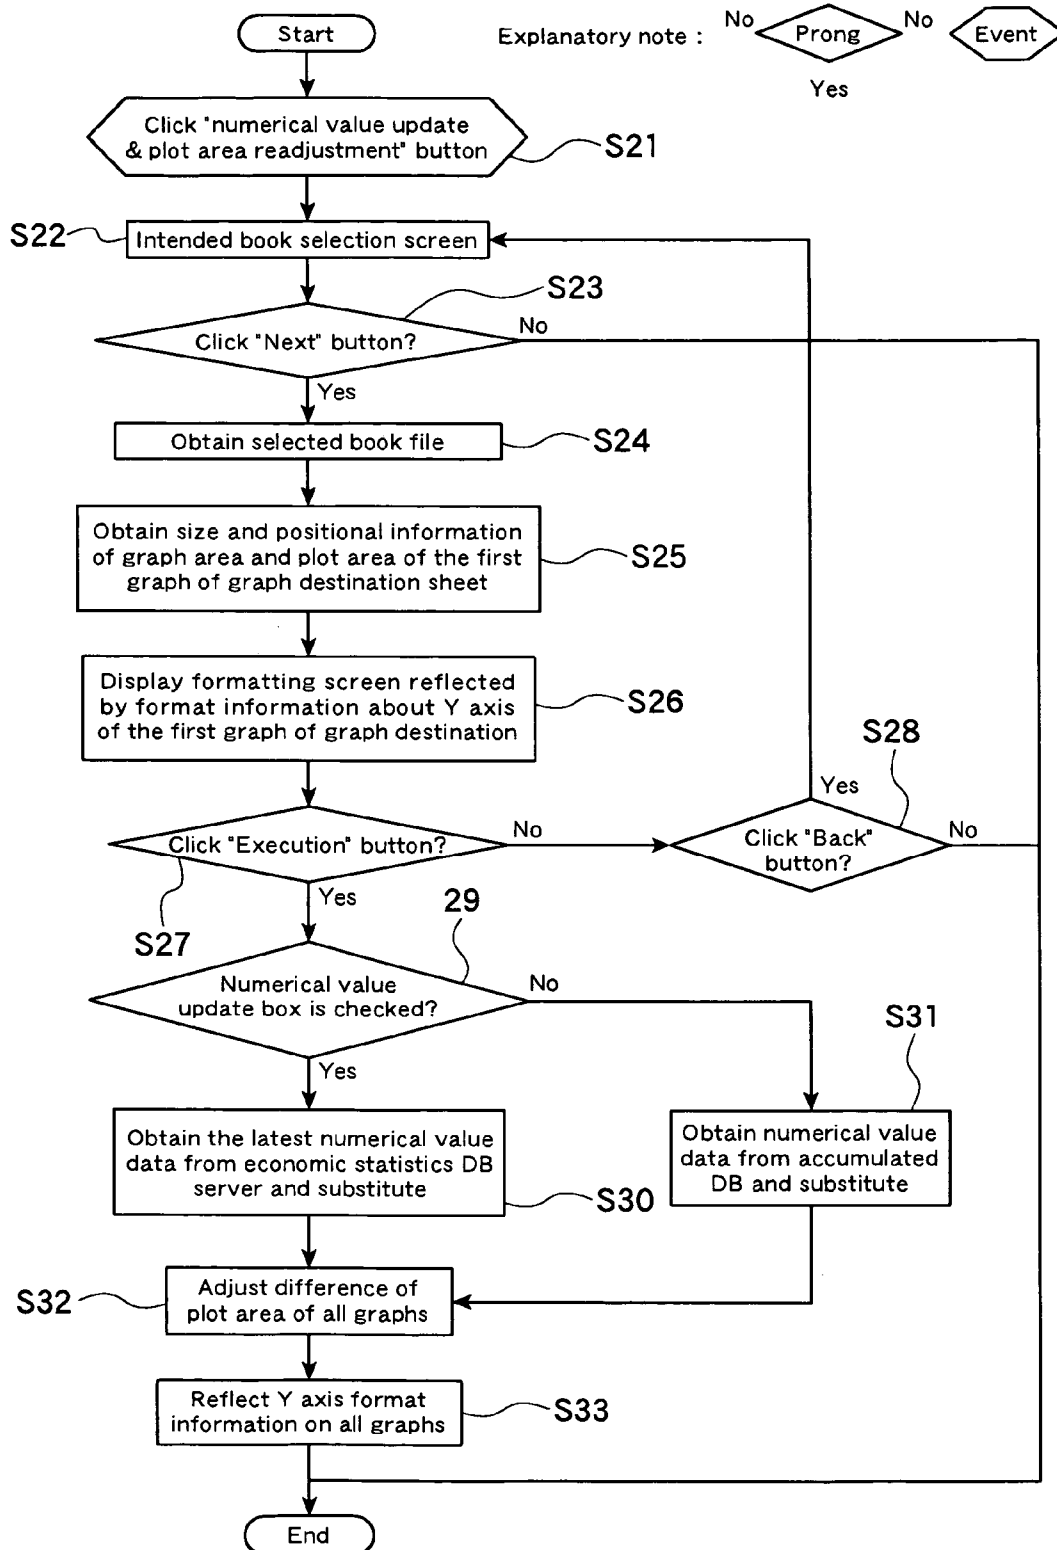 Start
Explanatory note :
No
Prong
No
Event
Yes
Click "numerical value update
& plot area readjustment" button
S21
S22
Intended book selection screen
S23
Click "Next" button?
No
Yes
Obtain selected book file
S24
Obtain size and positional information
of graph area and plot area of the first
graph of graph destination sheet
S25
Display formatting screen reflected
by format information about Y axis
of the first graph of graph destination
S26
S28
Yes
Click "Execution" button?
No
Click "Back"
button?
No
Yes
S27
29
Numerical value
update box is checked?
No
Yes
S31
Obtain the latest numerical value
data from economic statistics DB
server and substitute
S30
Obtain numerical value
data from accumulated
DB and substitute
S32
Adjust difference of
plot area of all graphs
Reflect Y axis format
information on all graphs
S33
End